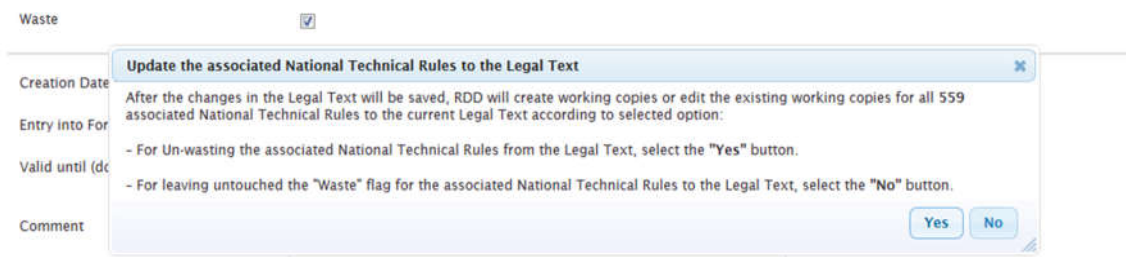 Waste
Update the associated National Technical Rules to the Legal Text
Creation Date
After the changes in the Legal Text will be saved, RDD will create working copies or edit the existing working copies for all 559
associated National Technical Rules to the current Legal Text according to selected option:
Entry into For
- For Un-wasting the associated National Technical Rules from the Legal Text, select the "Yes" button.
Valid until (do
- For leaving untouched the "Waste" flag for the associated National Technical Rules to the Legal Text, select the "No" button.
Comment
Yes No